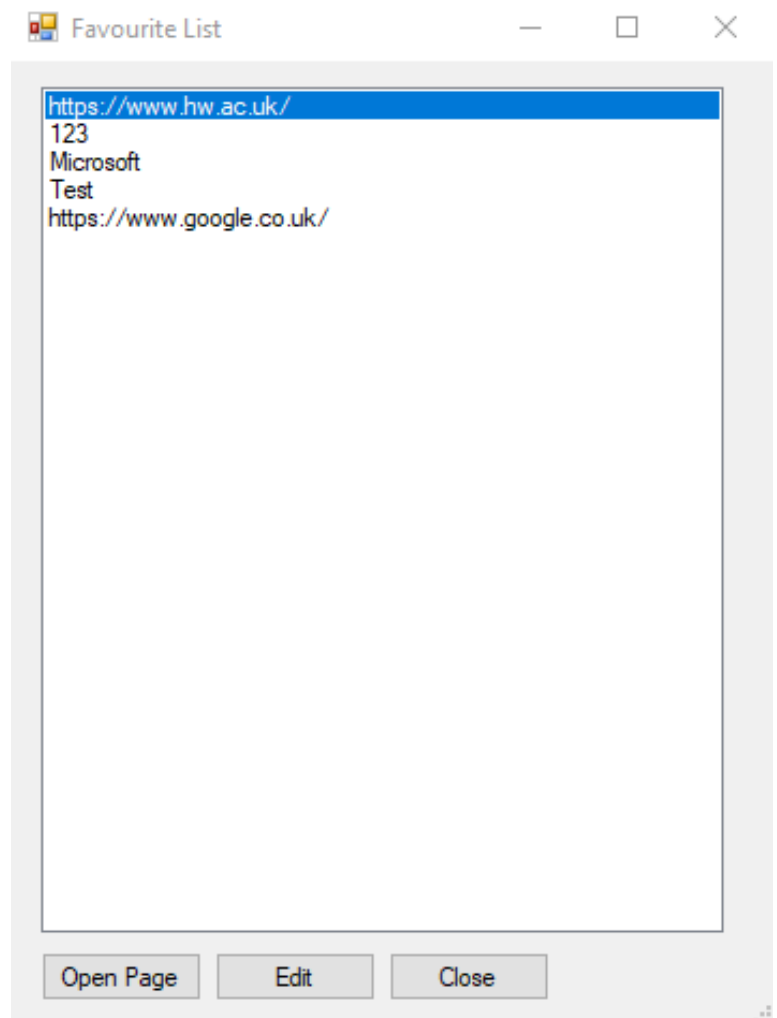 Favourite List
https://www.hw.ac.uk/
123
Microsoft
Test
https://www.google.co.uk/
Open Page Edit Close